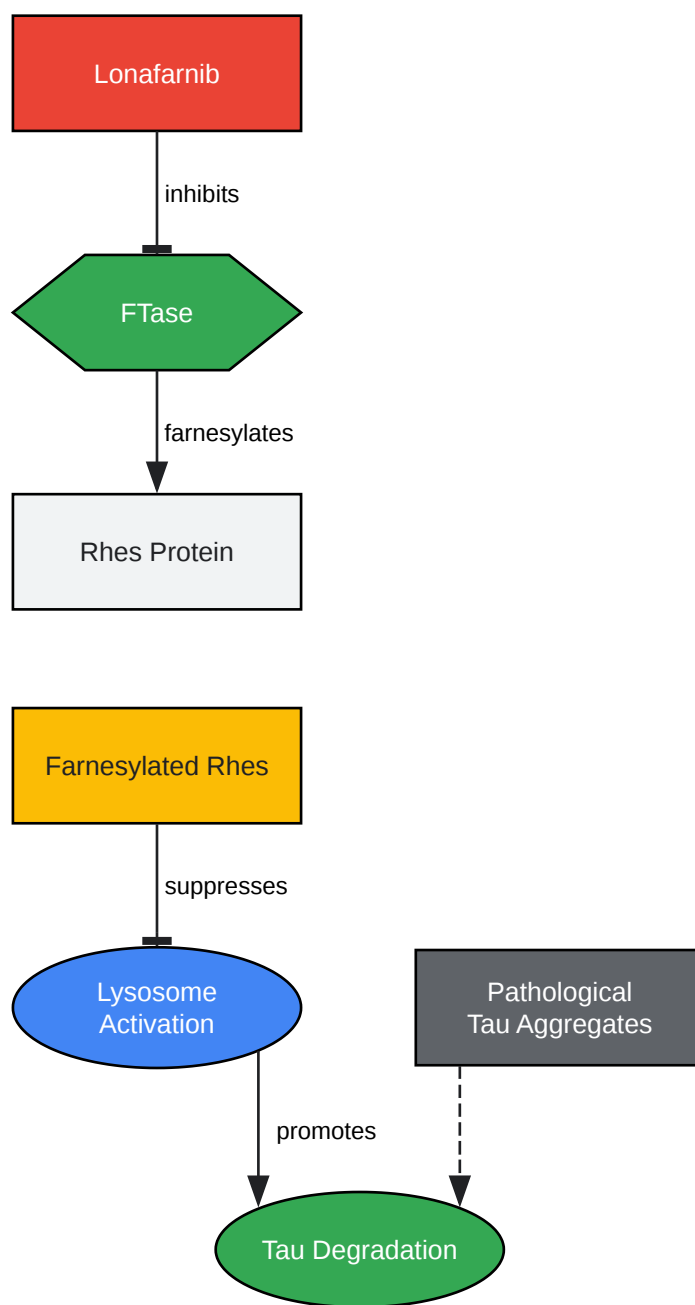 Lonafarnib
inhibits
FTase
farnesylates
Rhes Protein
Farnesylated Rhes
suppresses
Lysosome
Activation
Pathological
Tau Aggregates
promotes
Tau Degradation